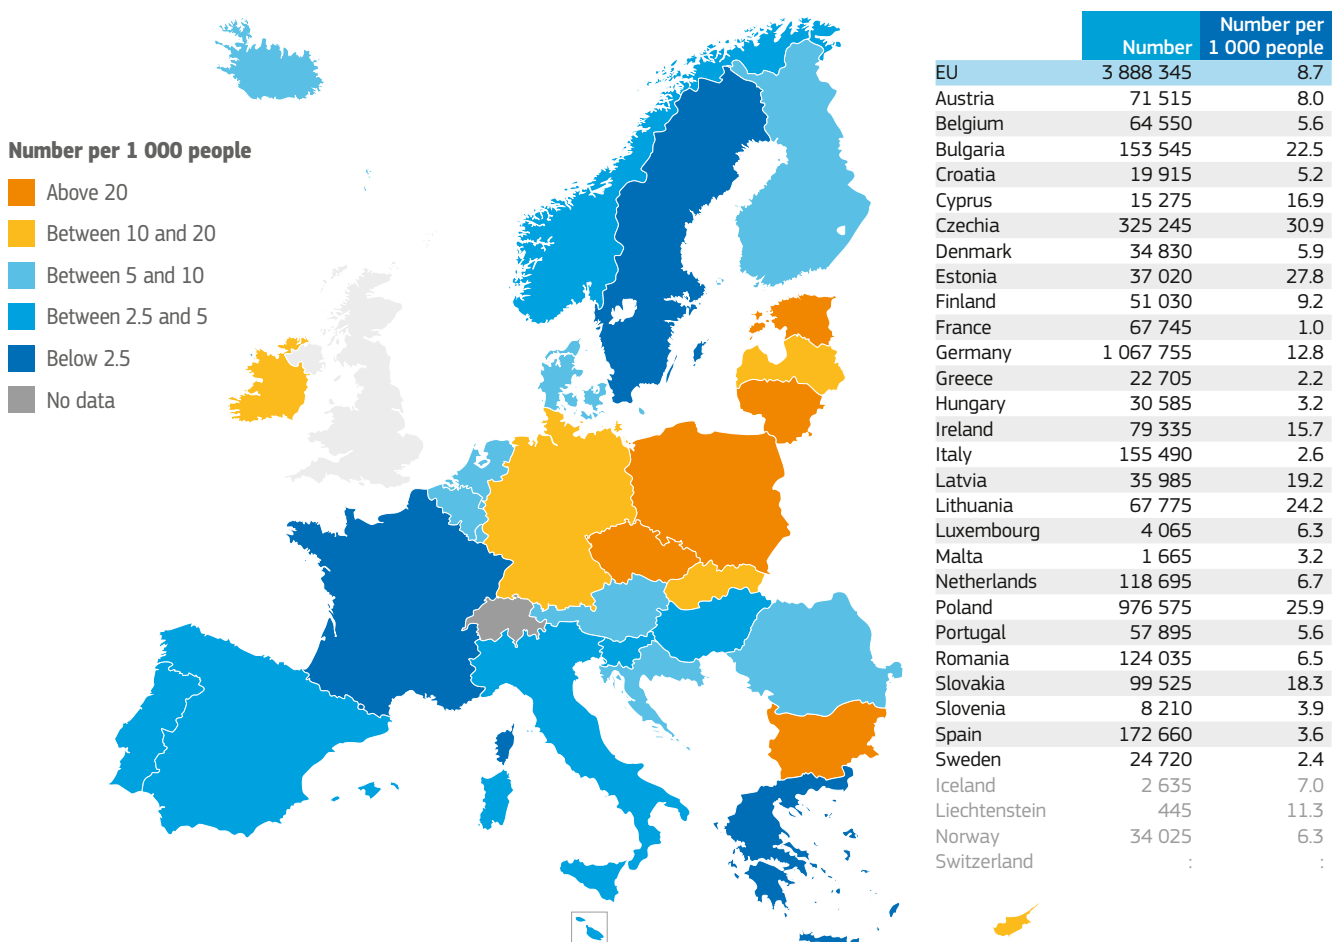 Number per 1 000 people
Above 20
Between 10 and 20
Between 5 and 10
Between 2.5 and 5
Below 2.5
No data
Number Number per 1 000 people
EU 3 888 345 8.7
Austria 71 515 8.0
Belgium 64 550 5.6
Bulgaria 153 545 22.5
Croatia 19 915 5.2
Cyprus 15 275 16.9
Czechia 325 245 30.9
Denmark 34 830 5.9
Estonia 37 020 27.8
Finland 51 030 9.2
France 67 745 1.0
Germany 1 067 755 12.8
Greece 22 705 2.2
Hungary 30 585 3.2
Ireland 79 335 15.7
Italy 155 490 2.6
Latvia 35 985 19.2
Lithuania 67 775 24.2
Luxembourg 4 065 6.3
Malta 1 665 3.2
Netherlands 118 695 6.7
Poland 976 575 25.9
Portugal 57 895 5.6
Romania 124 035 6.5
Slovakia 99 525 18.3
Slovenia 8 210 3.9
Spain 172 660 3.6
Sweden 24 720 2.4
Iceland 2 635 7.0
Liechtenstein 445 11.3
Norway 34 025 6.3
Switzerland : :